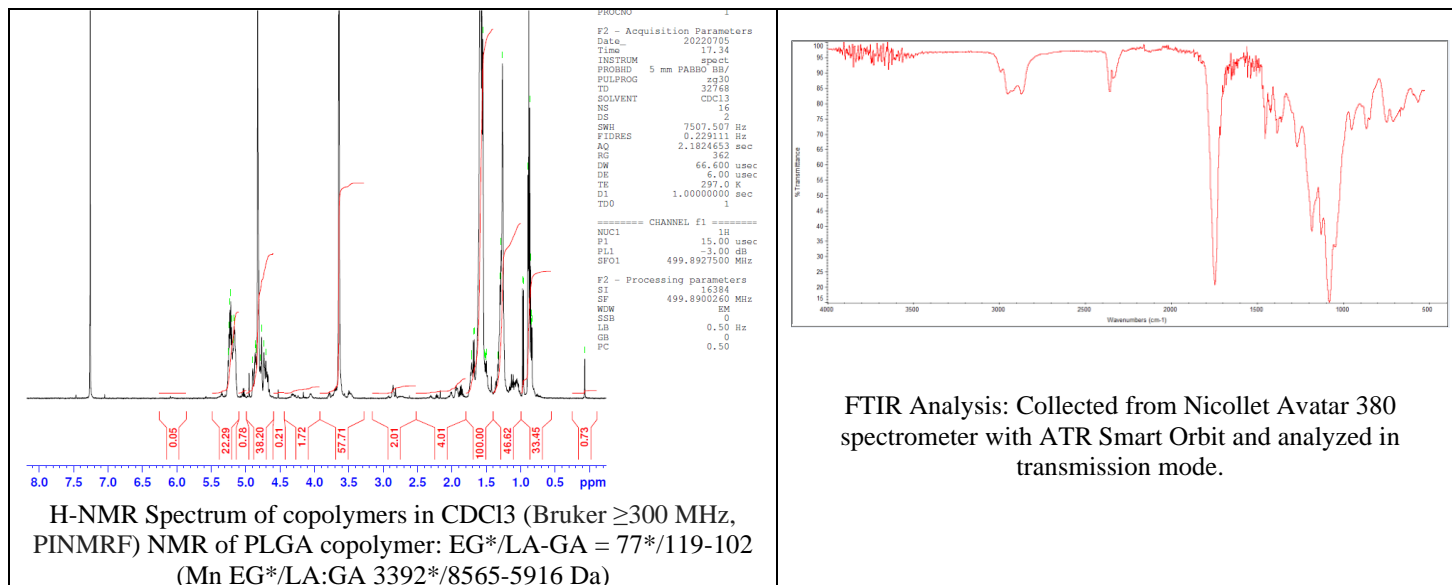 PROCNO 1
F2 - Acquisition Parameters
Date_ 20220705
Time 17.34
INSTRUM spect
PROBHD 5 mm PABBO BB/
PULPROG zg30
TD 32768
SOLVENT CDCl3
NS 16
DS 2
SWH 7507.507 Hz
FIDRES 0.229111 Hz
AQ 2.1824653 sec
RG 362
DW 66.600 usec
DE 6.00 usec
TE 297.0 K
D1 1.00000000 sec
TD0 1
======== CHANNEL f1 ========
NUC1 1H
P1 15.00 usec
PL1 -3.00 dB
SFO1 499.8927500 MHz
F2 - Processing parameters
SI 16384
SF 499.8900260 MHz
WDW EM
SSB 0
LB 0.50 Hz
GB 0
PC 0.50
0.05 22.29 0.78 38.20 0.21 1.72 57.71 2.01 4.01 100.00 46.62 33.45 0.73
8.0 7.5 7.0 6.5 6.0 5.5 5.0 4.5 4.0 3.5 3.0 2.5 2.0 1.5 1.0 0.5 ppm
H-NMR Spectrum of copolymers in CDCl3 (Bruker ≥300 MHz,
PINMRF) NMR of PLGA copolymer: EG*/LA-GA = 77*/119-102
(Mn EG*/LA:GA 3392*/8565-5916 Da)
100
95
90
85
80
75
70
65
60
55
50
45
40
35
30
25
20
15
% Transmittance
4000 3500 3000 2500 2000 1500 1000 500
Wavenumbers (cm-1)
FTIR Analysis: Collected from Nicollet Avatar 380
spectrometer with ATR Smart Orbit and analyzed in
transmission mode.